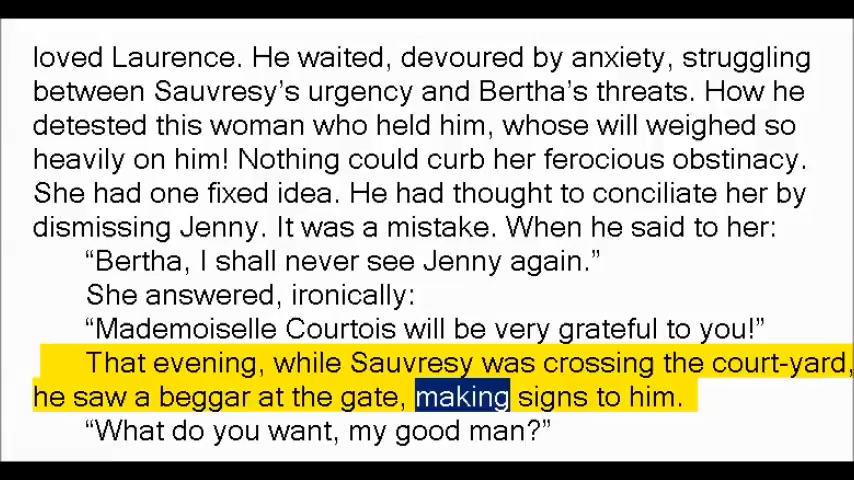 loved Laurence. He waited, devoured by anxiety, struggling
between Sauvresy’s urgency and Bertha’s threats. How he
detested this woman who held him, whose will weighed so
heavily on him! Nothing could curb her ferocious obstinacy.
She had one fixed idea. He had thought to conciliate her by
dismissing Jenny. It was a mistake. When he said to her:
“Bertha, I shall never see Jenny again.”
She answered, ironically:
“Mademoiselle Courtois will be very grateful to you!”
That evening, while Sauvresy was crossing the court-yard,
he saw a beggar at the gate, making signs to him.
“What do you want, my good man?”